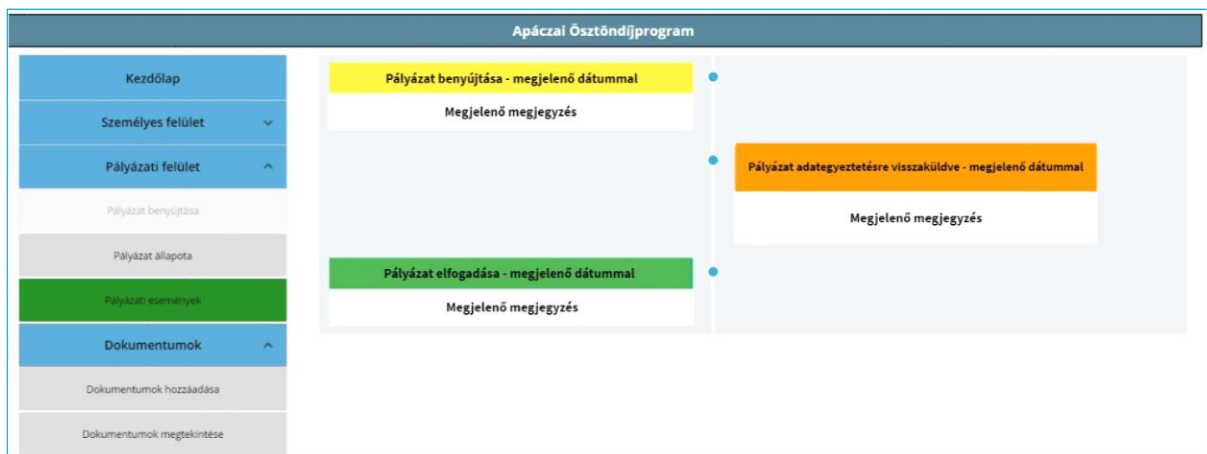 Apáczai Ösztöndíjprogram
Kezdőlap
Személyes felület
Pályázati felület
Pályázat benyújtása
Pályázat állapota
Pályázati események
Dokumentumok
Dokumentumok hozzáadása
Dokumentumok megtekintése
Pályázat benyújtása - megjelenő dátummal
Megjelenő megjegyzés
Pályázat adategyeztetésre visszaküldve - megjelenő dátummal
Megjelenő megjegyzés
Pályázat elfogadása - megjelenő dátummal
Megjelenő megjegyzés